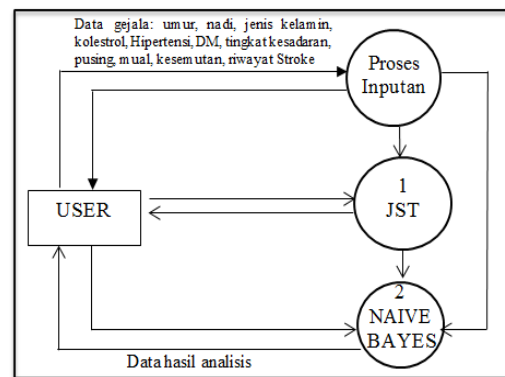 Data gejala: umur, nadi, jenis kelamin,
kolestrol, Hipertensi, DM, tingkat kesadaran,
pusing, mual, kesemutan, riwayat Stroke
Proses
Inputan
USER
1
JST
2
NAIVE
BAYES
Data hasil analisis